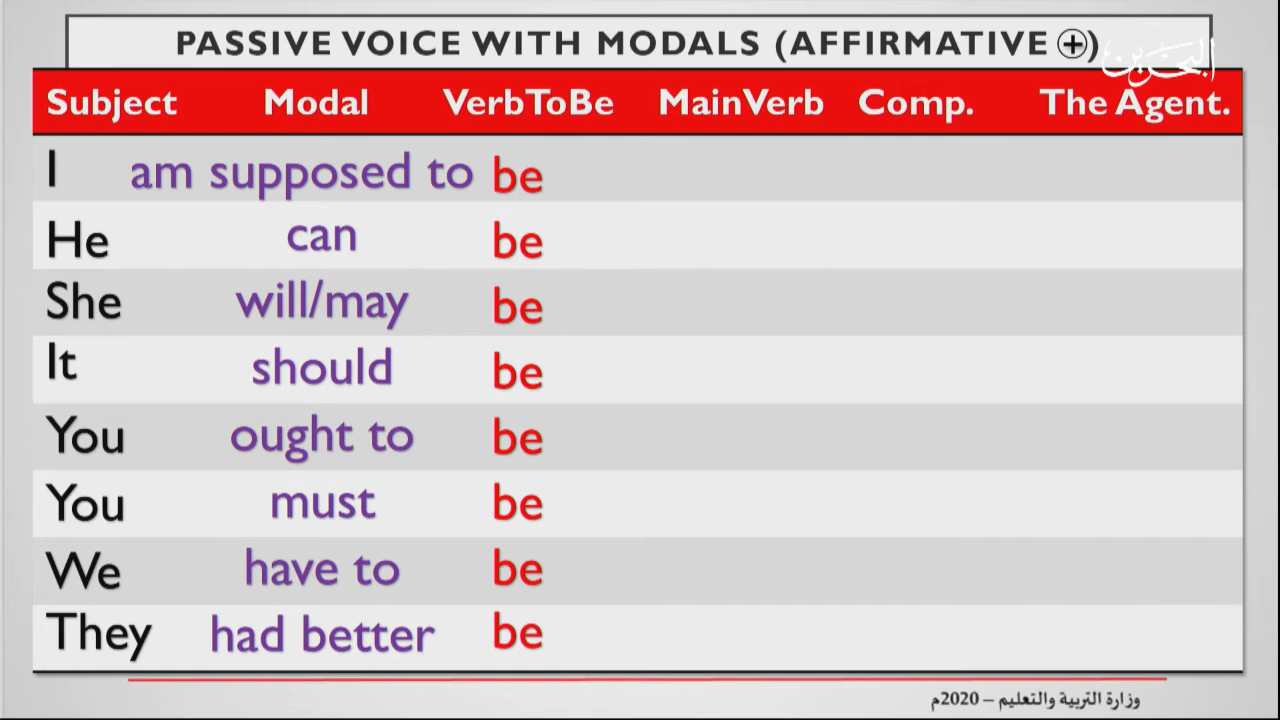 PASSIVE VOICE WITH MODALS (AFFIRMATIVE +)
البحرين
Subject Modal VerbToBe MainVerb Comp. The Agent.
I am supposed to be
He can be
She will/may be
It should be
You ought to be
You must be
We have to be
They had better be
وزارة التربية والتعليم – 2020م